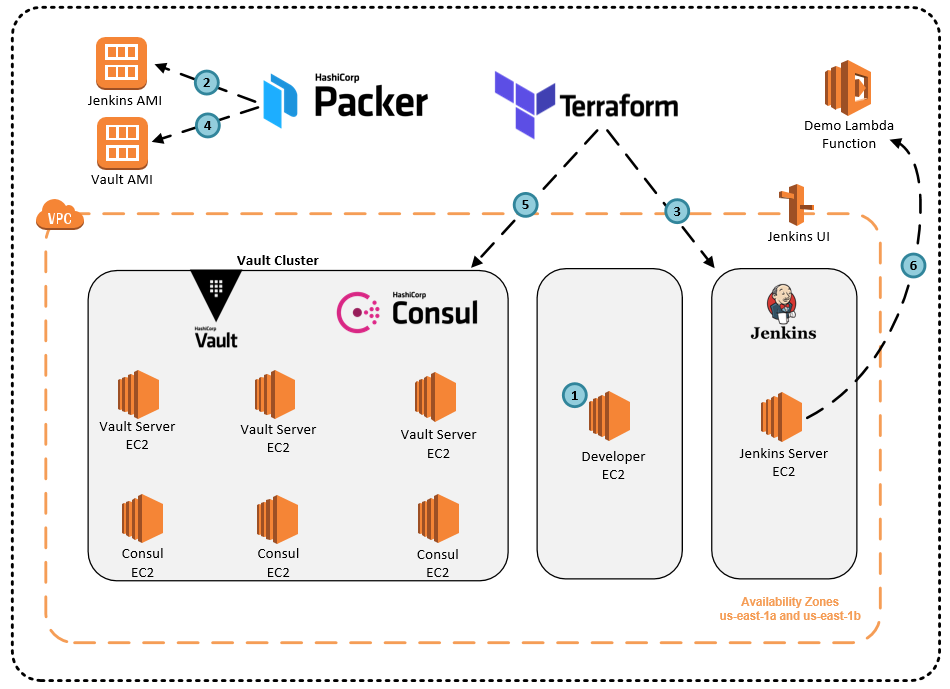 Jenkins AMI
2
4
Vault AMI
HashiCorp
Packer
Terraform
Demo Lambda
Function
VPC
5
3
Jenkins UI
6
Vault Cluster
HashiCorp
Vault
HashiCorp
Consul
Jenkins
Vault Server
EC2
Vault Server
EC2
Vault Server
EC2
1
Developer
EC2
Jenkins Server
EC2
Consul
EC2
Consul
EC2
Consul
EC2
Availability Zones
us-east-1a and us-east-1b